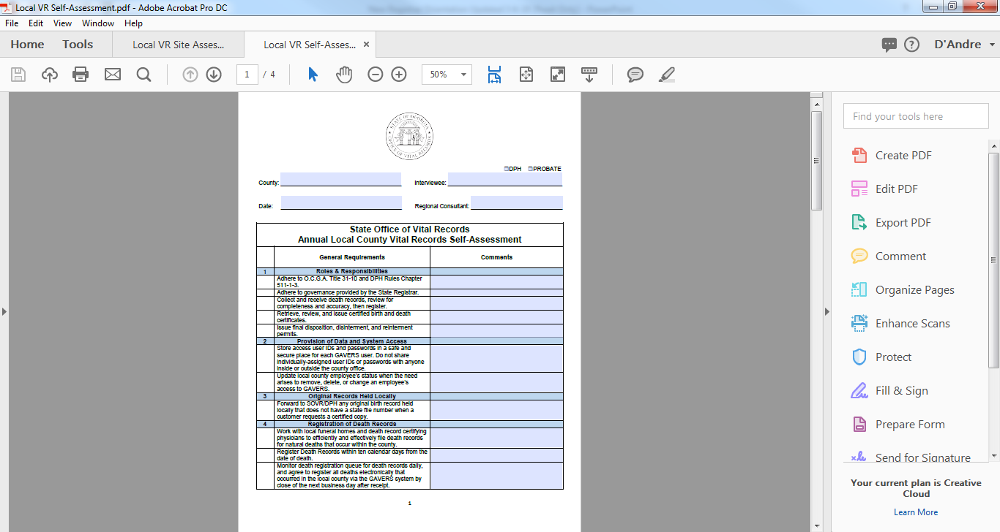 Local VR Self-Assessment.pdf - Adobe Acrobat Pro DC
File Edit View Window Help
Home Tools Local VR Site Asses... Local VR Self-Asses... × ? D'Andre
1 / 4 50%
STATE OF GEORGIA
OFFICE OF VITAL RECORDS
DPH PROBATE
County: Interviewee:
Date: Regional Consultant:
State Office of Vital Records
Annual Local County Vital Records Self-Assessment
General Requirements Comments
1 Roles & Responsibilities
Adhere to O.C.G.A. Title 31-10 and DPH Rules Chapter
511-1-3.
Adhere to governance provided by the State Registrar.
Collect and receive death records, review for
completeness and accuracy, then register.
Retrieve, review, and issue certified birth and death
certificates.
Issue final disposition, disinterment, and reinterment
permits.
2 Provision of Data and System Access
Store access user IDs and passwords in a safe and
secure place for each GAVERS user. Do not share
individually-assigned user IDs or passwords with anyone
inside or outside the county office.
Update local county employee's status when the need
arises to remove, delete, or change an employee's
access to GAVERS.
3 Original Records Held Locally
Forward to SOVR/DPH any original birth record held
locally that does not have a state file number when a
customer requests a certified copy.
4 Registration of Death Records
Work with local funeral homes and death record certifying
physicians to efficiently and effectively file death records
for natural deaths that occur within the county.
Register Death Records within ten calendar days from the
date of death.
Monitor death registration queue for death records daily,
and agree to register all deaths electronically that
occurred in the local county via the GAVERS system by
close of the next business day after receipt.
1
Find your tools here
Create PDF
Edit PDF
Export PDF
Comment
Organize Pages
Enhance Scans
Protect
Fill & Sign
Prepare Form
Send for Signature
Your current plan is Creative
Cloud
Learn More